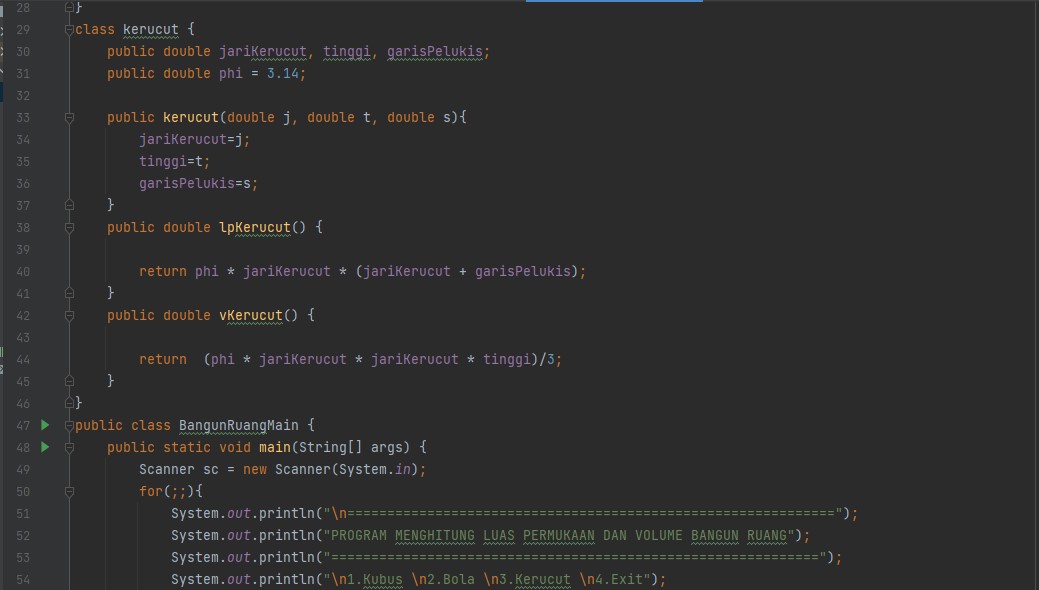 28 }
29 class kerucut {
30     public double jariKerucut, tinggi, garisPelukis;
31     public double phi = 3.14;
32
33     public kerucut(double j, double t, double s){
34         jariKerucut=j;
35         tinggi=t;
36         garisPelukis=s;
37     }
38     public double lpKerucut() {
39
40         return phi * jariKerucut * (jariKerucut + garisPelukis);
41     }
42     public double vKerucut() {
43
44         return  (phi * jariKerucut * jariKerucut * tinggi)/3;
45     }
46 }
47 public class BangunRuangMain {
48     public static void main(String[] args) {
49         Scanner sc = new Scanner(System.in);
50         for(;;){
51             System.out.println("\n=============================================================");
52             System.out.println("PROGRAM MENGHITUNG LUAS PERMUKAAN DAN VOLUME BANGUN RUANG");
53             System.out.println("=============================================================");
54             System.out.println("\n1.Kubus \n2.Bola \n3.Kerucut \n4.Exit");